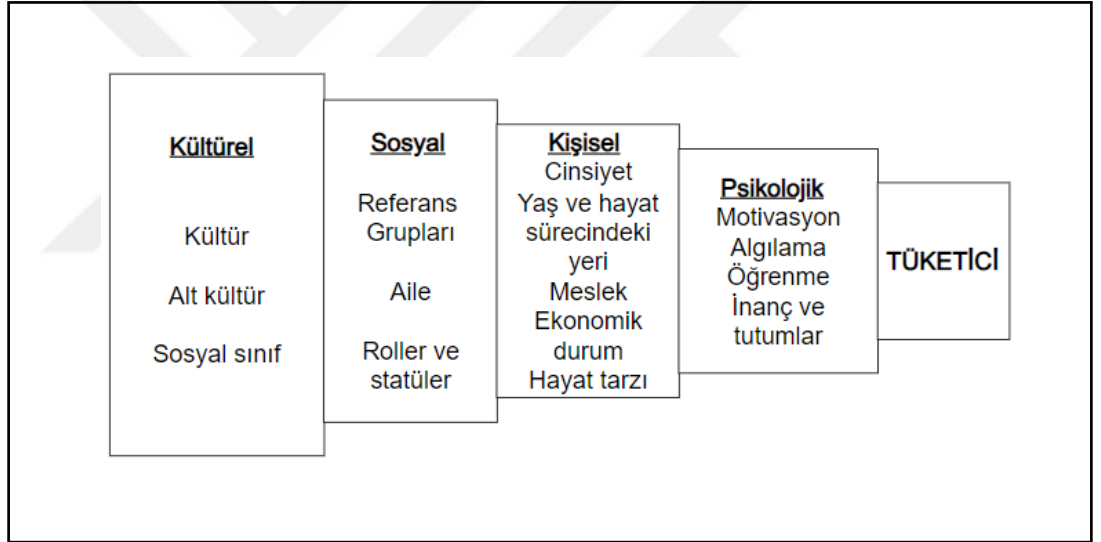 Kültürel
Kültür
Alt kültür
Sosyal sınıf
Sosyal
Referans
Grupları
Aile
Roller ve
statüler
Kişisel
Cinsiyet
Yaş ve hayat
sürecindeki
yeri
Meslek
Ekonomik
durum
Hayat tarzı
Psikolojik
Motivasyon
Algılama
Öğrenme
İnanç ve
tutumlar
TÜKETİCİ